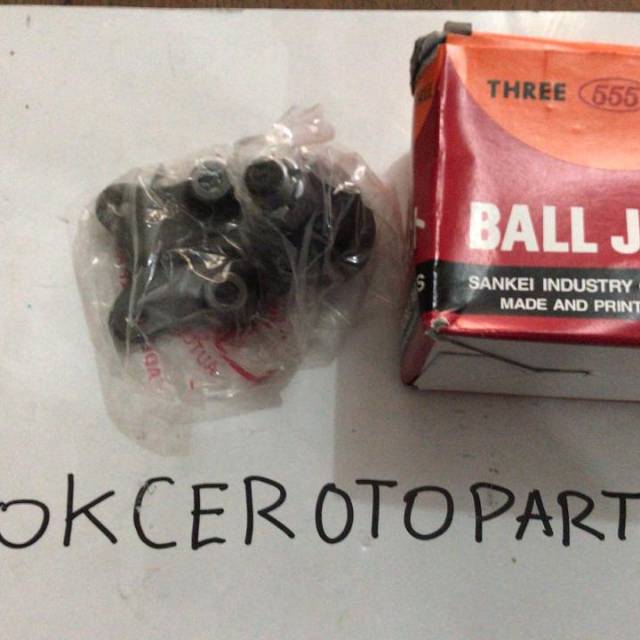 THREE 555
BALL J
SANKEI INDUSTRY
MADE AND PRINT
OKCEROTOPART